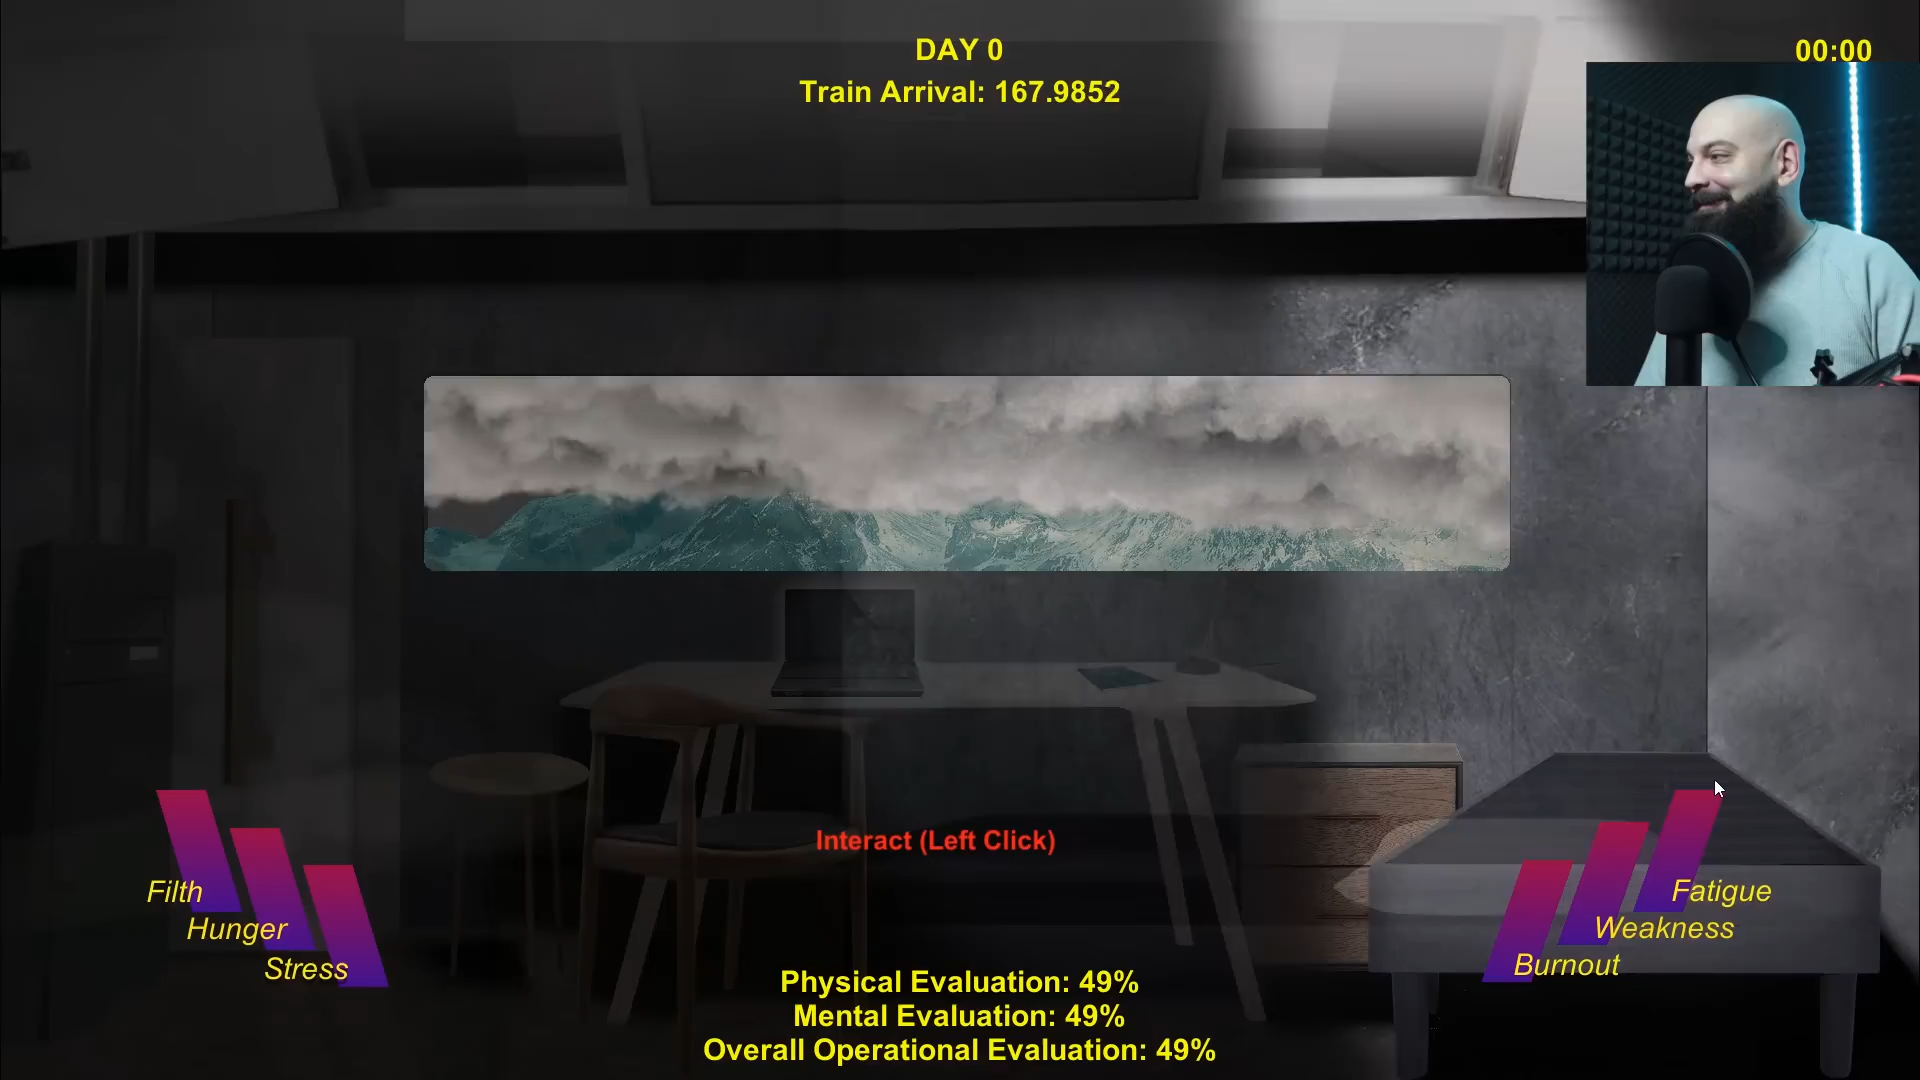 DAY 0
00:00
Train Arrival: 167.9852
Interact (Left Click)
Filth
Hunger
Stress
Fatigue
Weakness
Burnout
Physical Evaluation: 49%
Mental Evaluation: 49%
Overall Operational Evaluation: 49%